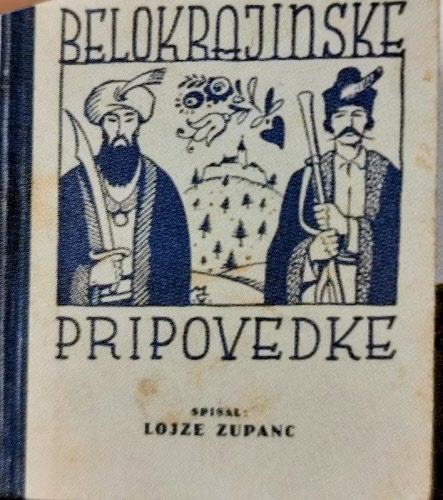 BELOKRAJINSKE
PRIPOVEDKE
SPISAL:
LOJZE ZUPANC